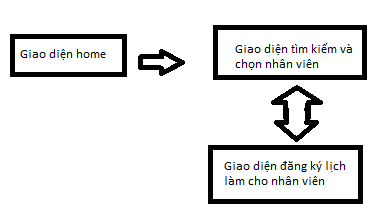 Giao diện home
Giao diện tìm kiếm và
chọn nhân viên
Giao diện đăng ký lịch
làm cho nhân viên